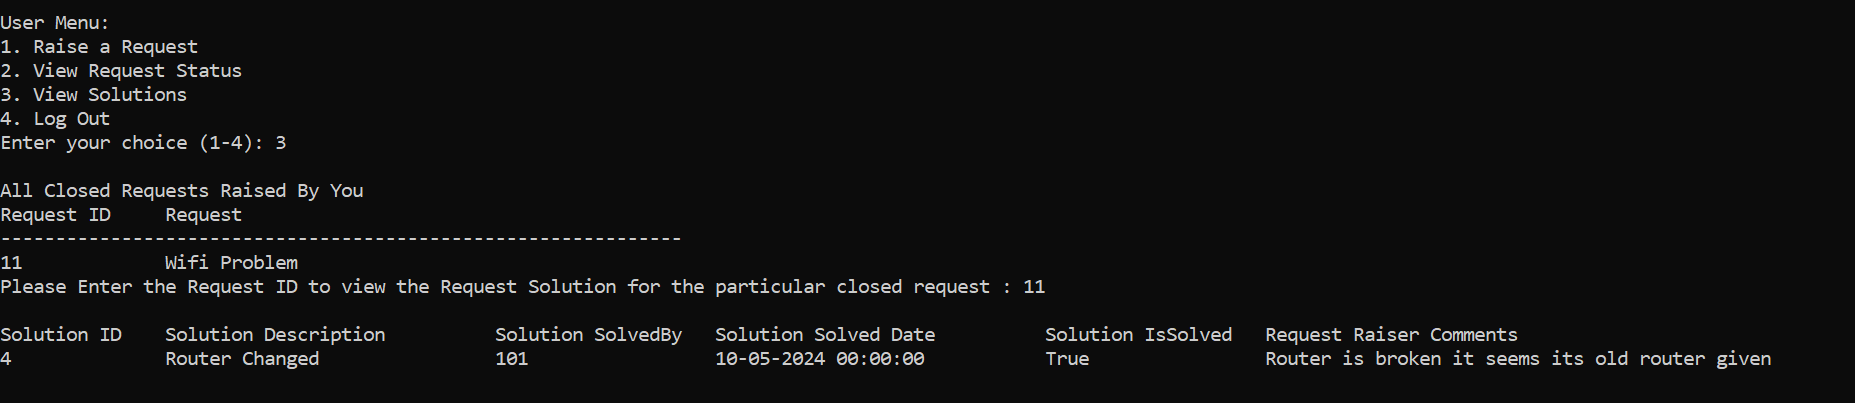 User Menu:
1. Raise a Request
2. View Request Status
3. View Solutions
4. Log Out
Enter your choice (1-4): 3
All Closed Requests Raised By You
Request ID     Request
--------------------------------------------------------------
11             Wifi Problem
Please Enter the Request ID to view the Request Solution for the particular closed request : 11
Solution ID    Solution Description          Solution SolvedBy   Solution Solved Date          Solution IsSolved   Request Raiser Comments
4              Router Changed                101                 10-05-2024 00:00:00           True                Router is broken it seems its old router given